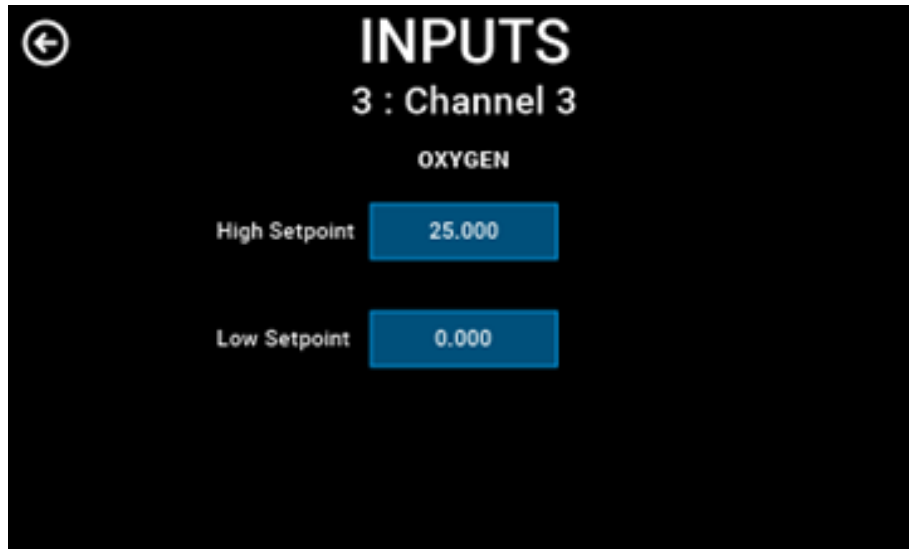 INPUTS
3 : Channel 3
OXYGEN
High Setpoint 25.000
Low Setpoint 0.000